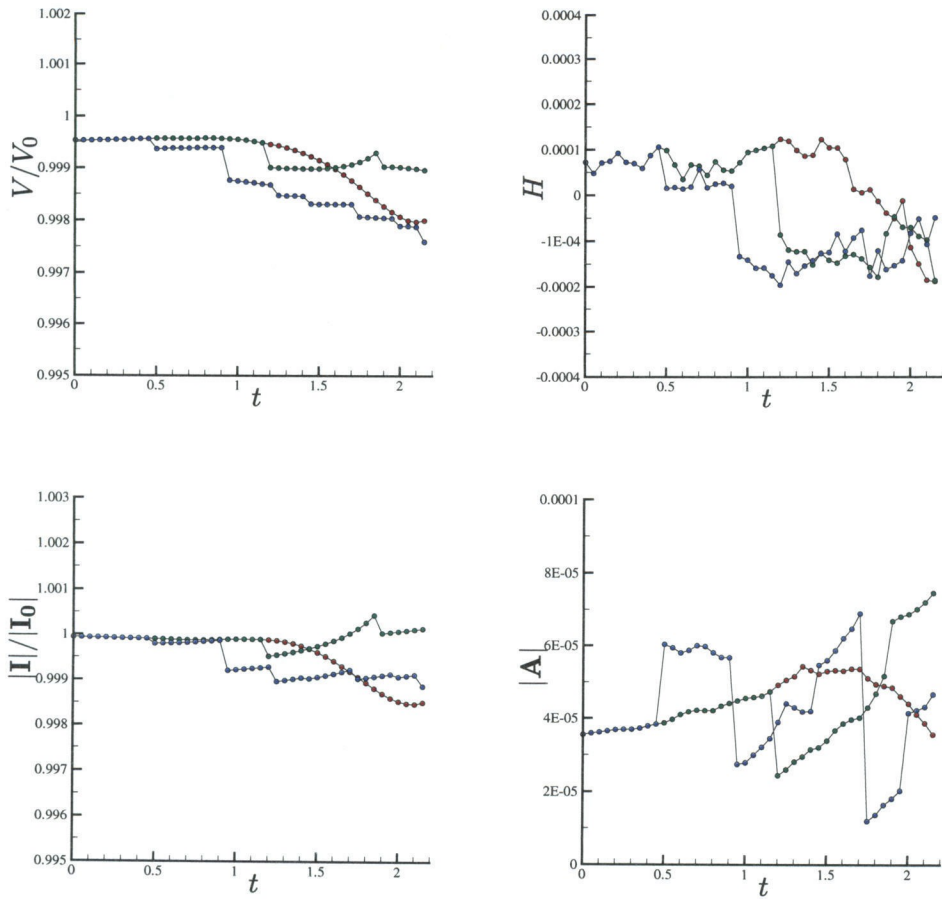 1.002
1.001
1
0.999
0.998
0.997
0.996
0.995
V/V₀
0 0.5 1 1.5 2
t
0.0004
0.0003
0.0002
0.0001
0
-1E-04
-0.0002
-0.0003
-0.0004
H
0 0.5 1 1.5 2
t
1.003
1.002
1.001
1
0.999
0.998
0.997
0.996
0.995
|I|/|I₀|
0 0.5 1 1.5 2
t
0.0001
8E-05
6E-05
4E-05
2E-05
0
|A|
0 0.5 1 1.5 2
t